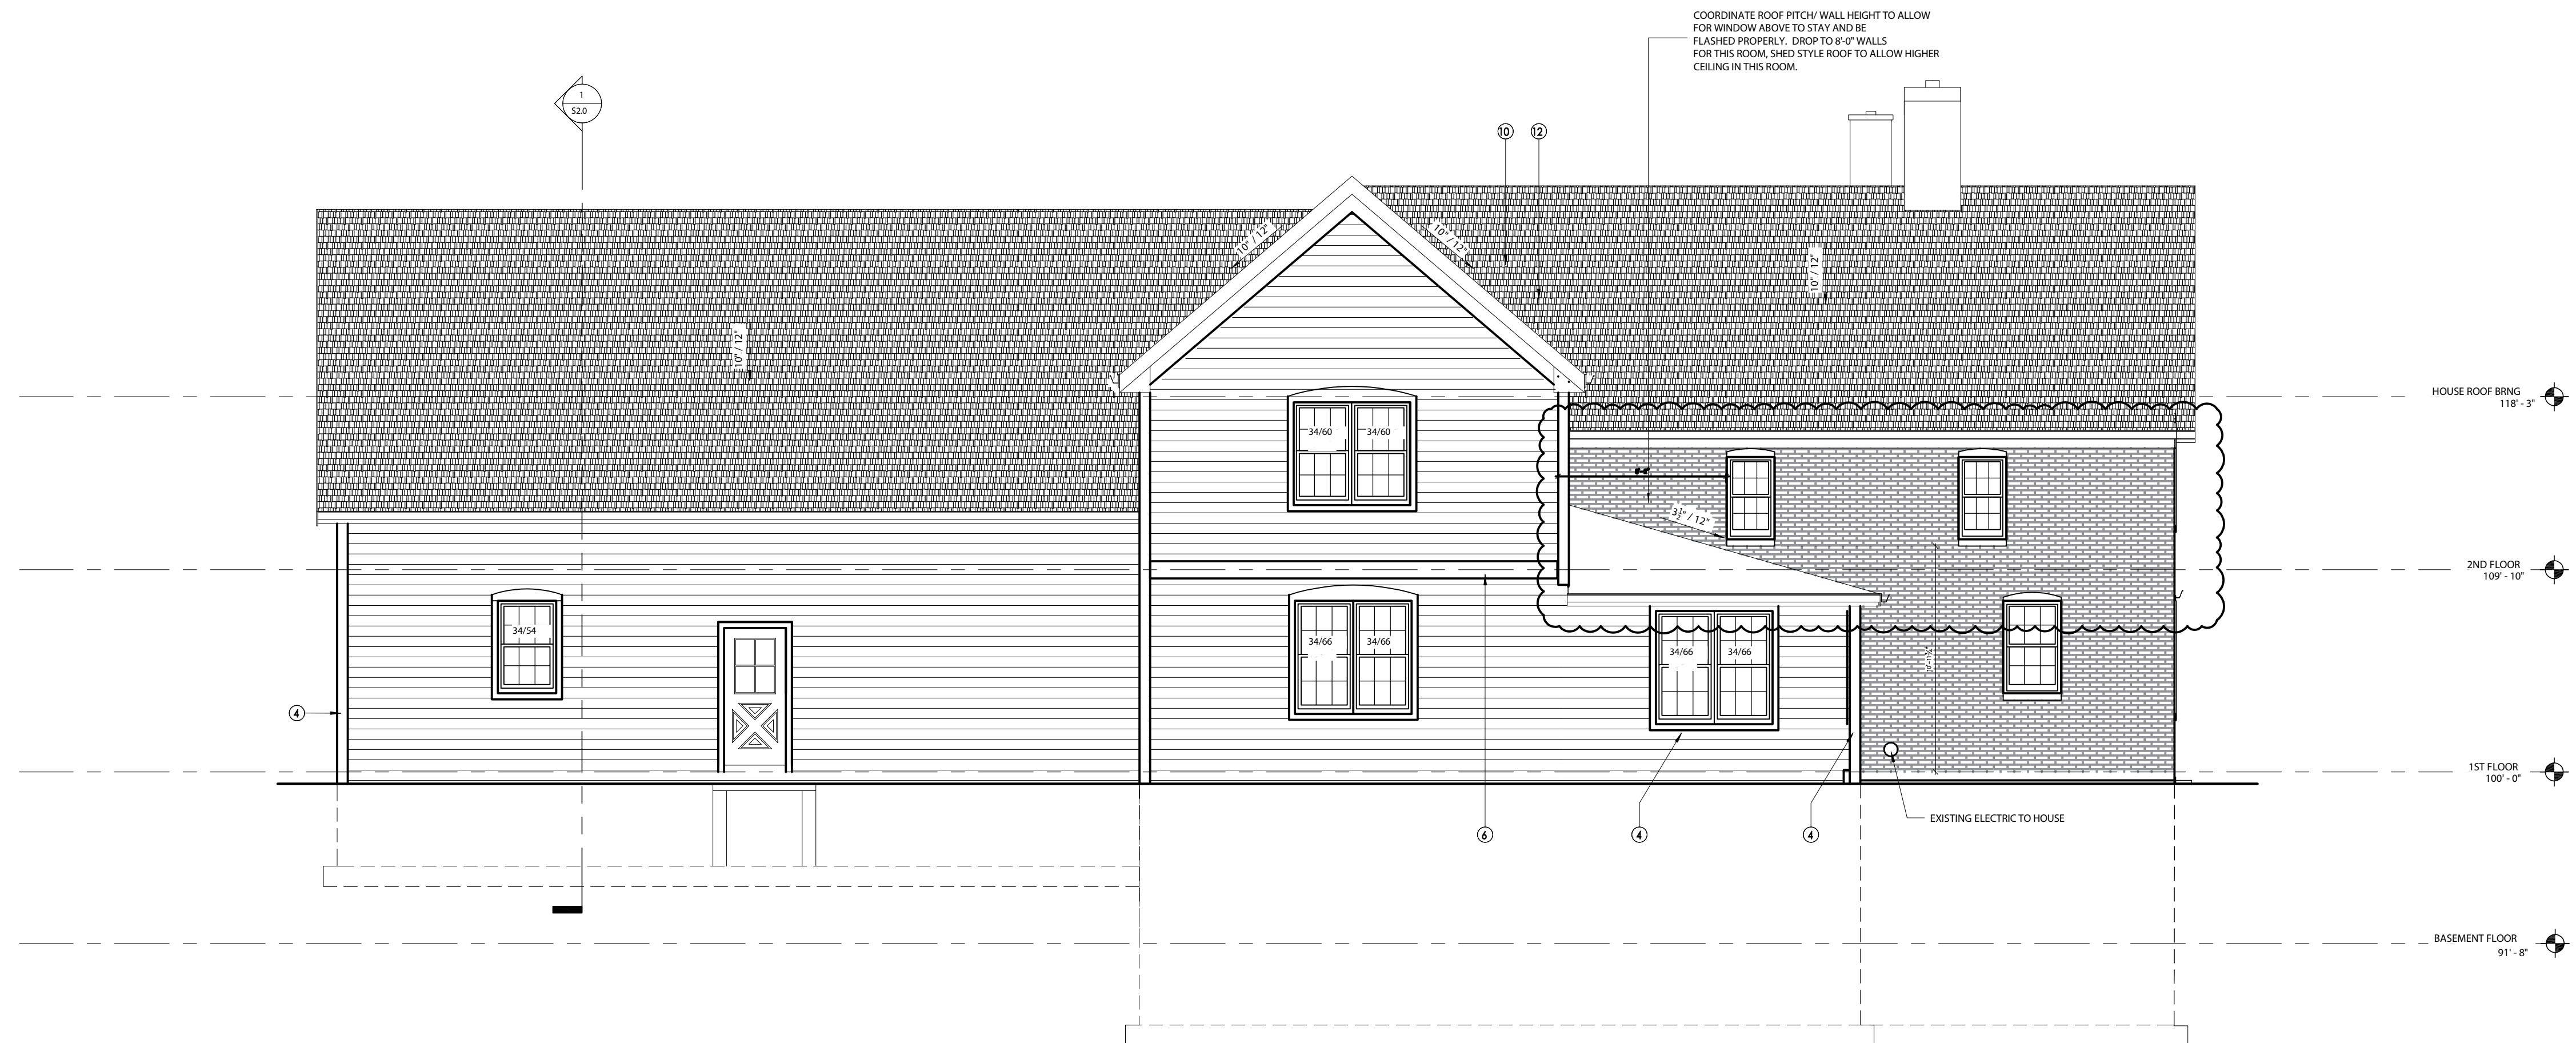 COORDINATE ROOF PITCH/ WALL HEIGHT TO ALLOW
FOR WINDOW ABOVE TO STAY AND BE
FLASHED PROPERLY.  DROP TO 8'-0" WALLS
FOR THIS ROOM, SHED STYLE ROOF TO ALLOW HIGHER
CEILING IN THIS ROOM.
1
S2.0
10
12
10" / 12"
10" / 12"
10" / 12"
10" / 12"
HOUSE ROOF BRNG
118' - 3"
34/60
34/60
3½" / 12"
2ND FLOOR
109' - 10"
34/54
34/66
34/66
34/66
34/66
4
1ST FLOOR
100' - 0"
6
4
4
EXISTING ELECTRIC TO HOUSE
BASEMENT FLOOR
91' - 8"